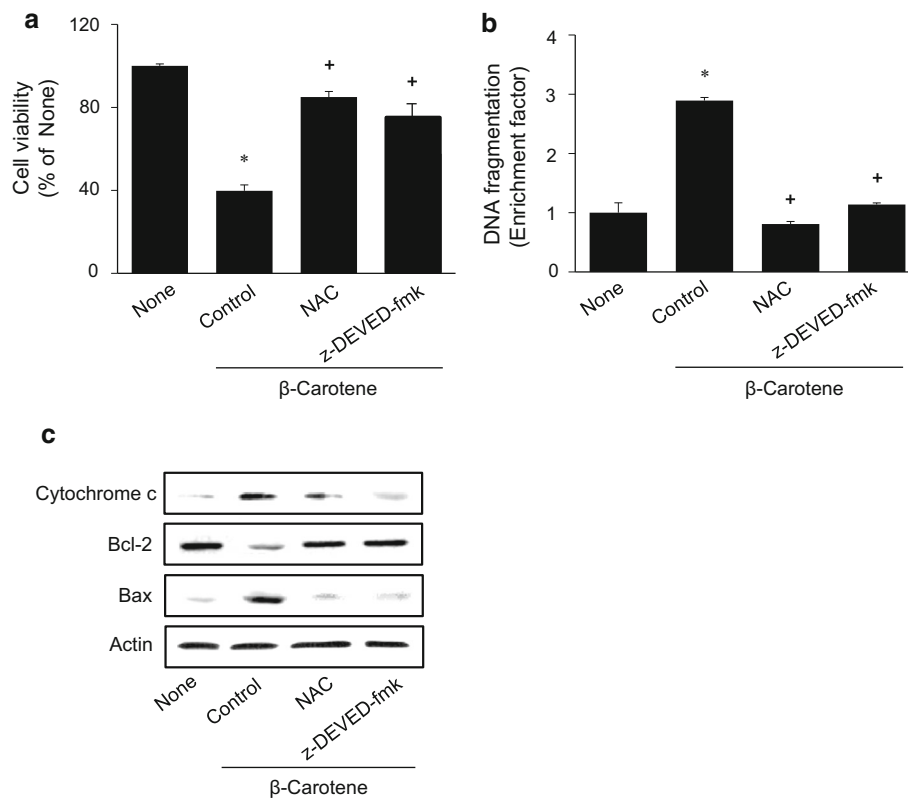 a
Cell viability
(% of None)
120
80
40
0
*
+
+
None
Control
NAC
z-DEVED-fmk
β-Carotene
b
DNA fragmentation
(Enrichment factor)
4
3
2
1
0
*
+
+
None
Control
NAC
z-DEVED-fmk
β-Carotene
c
Cytochrome c
Bcl-2
Bax
Actin
None
Control
NAC
z-DEVED-fmk
β-Carotene